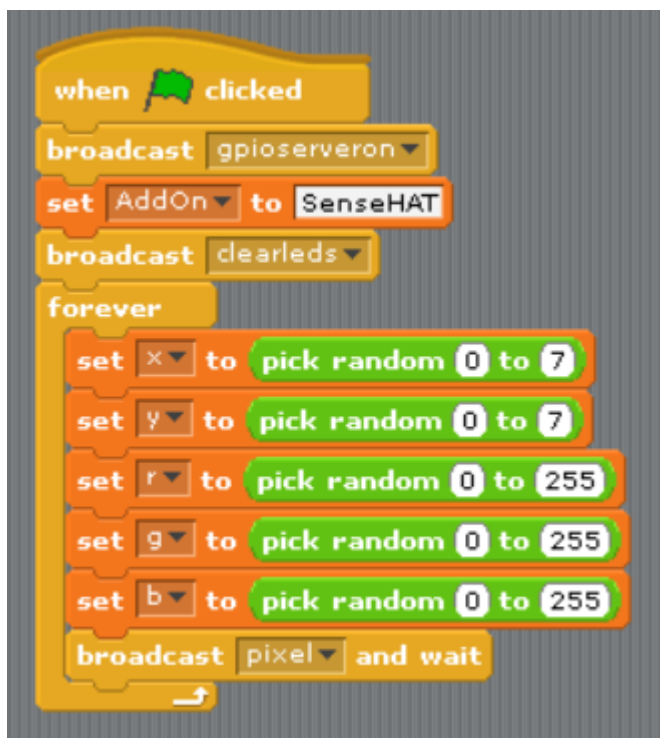 when clicked
broadcast gpioserveron
set AddOn to SenseHAT
broadcast clearleds
forever
set x to pick random 0 to 7
set y to pick random 0 to 7
set r to pick random 0 to 255
set g to pick random 0 to 255
set b to pick random 0 to 255
broadcast pixel and wait